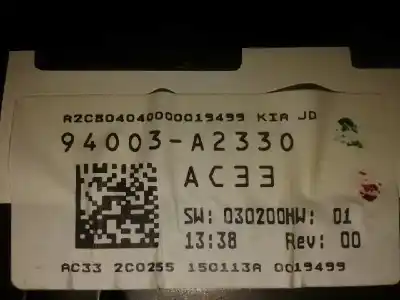 A2C80404000019499 KIA JD
94003-A2330
AC33
SW: 030200HW: 01
13:38 Rev: 00
AC33 2C0255 150113A 0019499